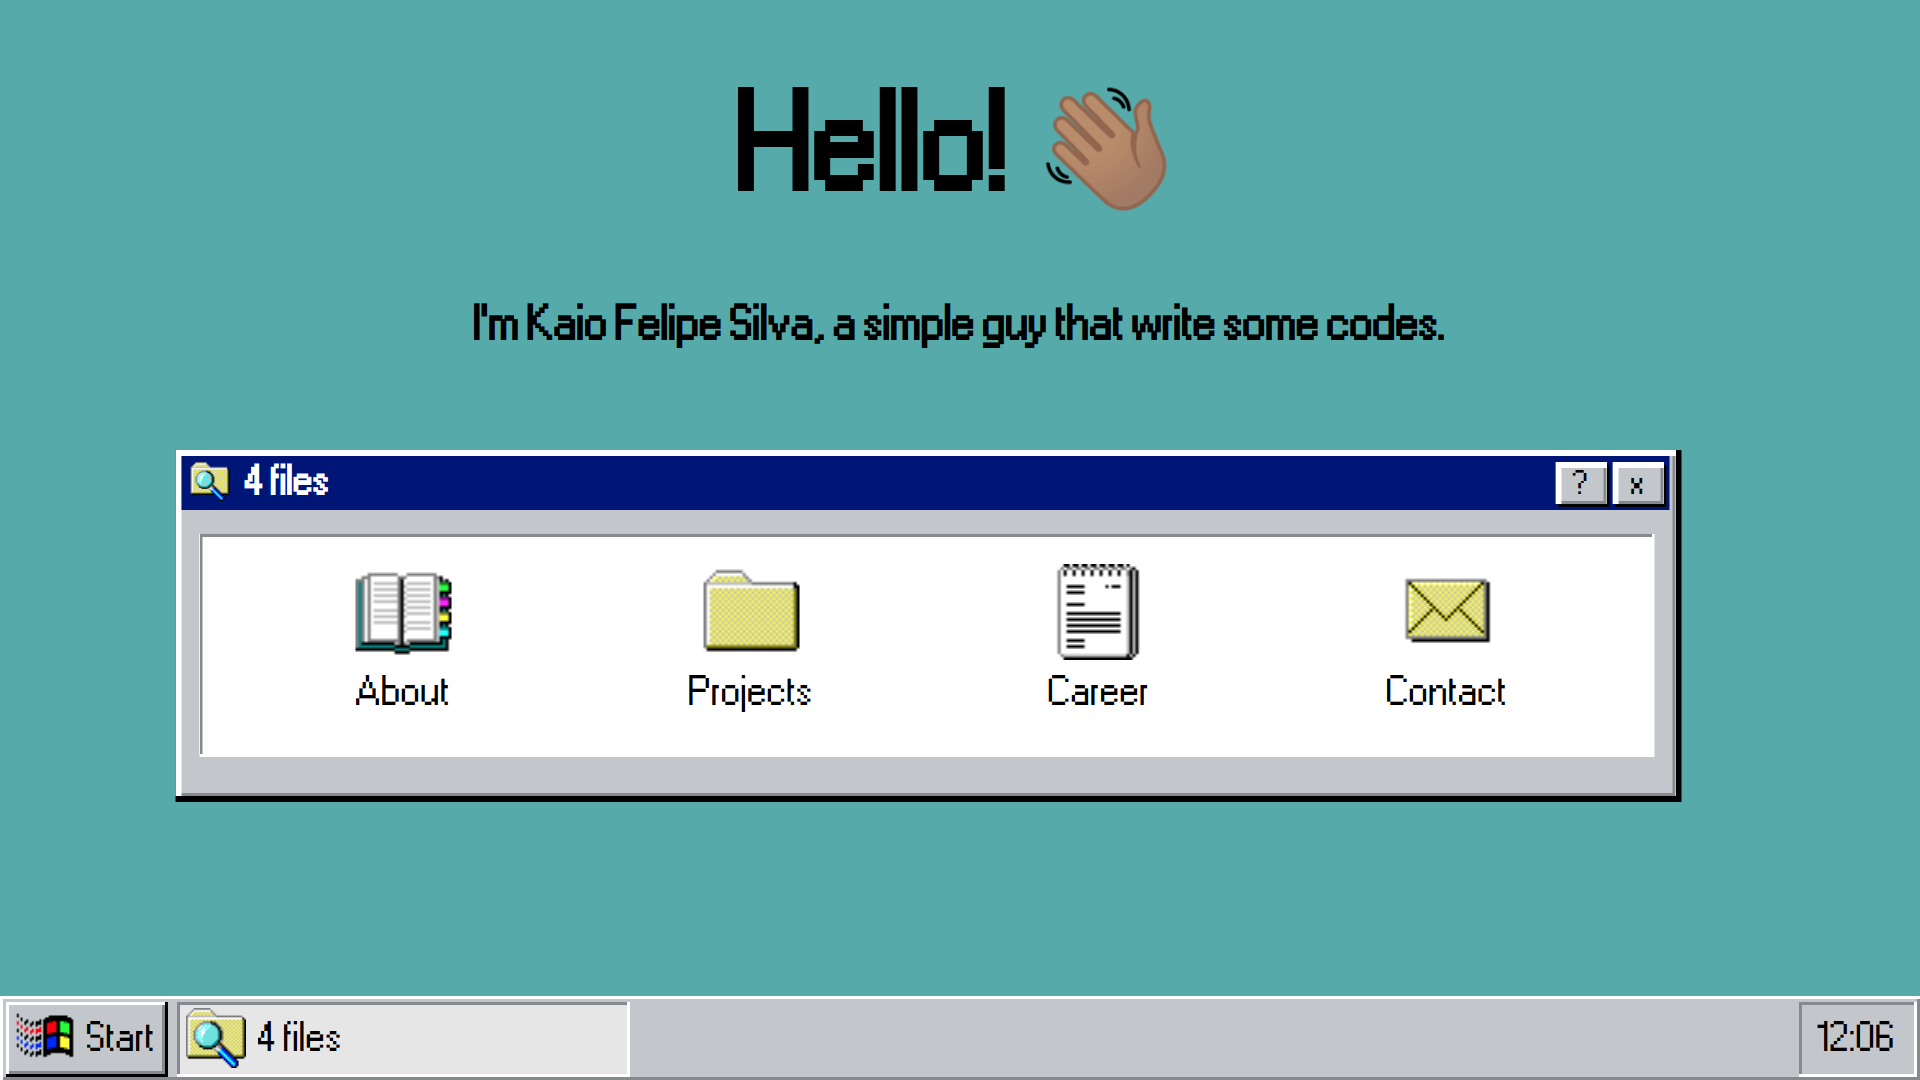 Hello! 👋🏽
I'm Kaio Felipe Silva, a simple guy that write some codes.
4 files
? x
About Projects Career Contact
Start 4 files 12:06